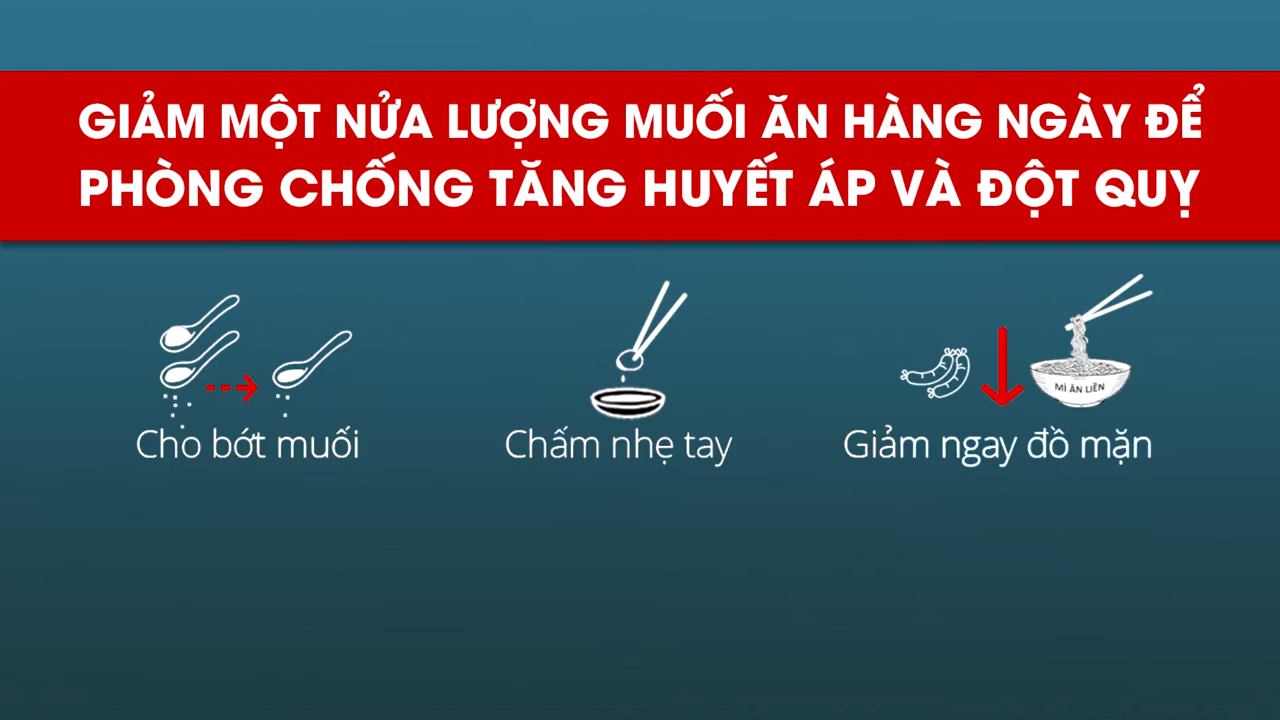 GIẢM MỘT NỬA LƯỢNG MUỐI ĂN HÀNG NGÀY ĐỂ
PHÒNG CHỐNG TĂNG HUYẾT ÁP VÀ ĐỘT QUỴ
MÌ ĂN LIỀN
Cho bớt muối
Chấm nhẹ tay
Giảm ngay đồ mặn